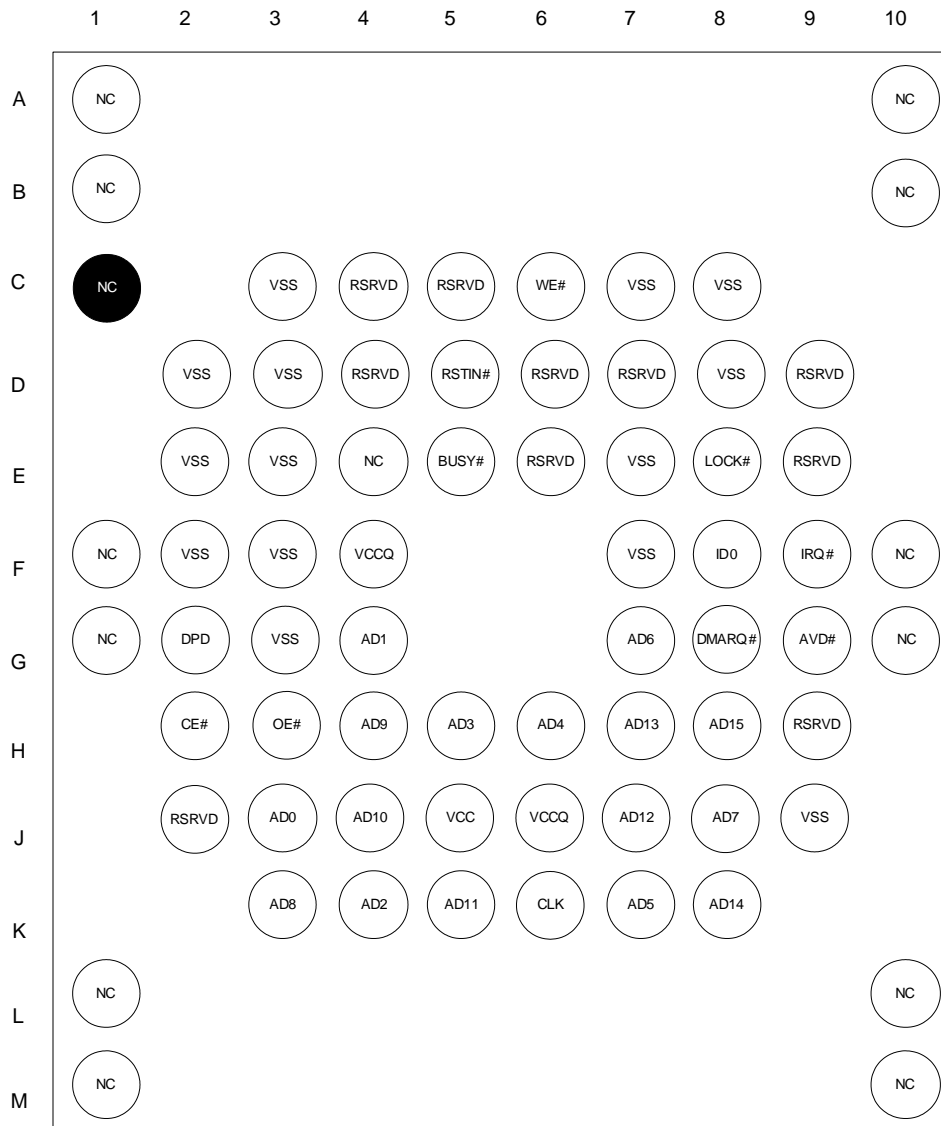 1 2 3 4 5 6 7 8 9 10
A NC NC
B NC NC
C NC VSS RSRVD RSRVD WE# VSS VSS
D VSS VSS RSRVD RSTIN# RSRVD RSRVD VSS RSRVD
E VSS VSS NC BUSY# RSRVD VSS LOCK# RSRVD
F NC VSS VSS VCCQ VSS ID0 IRQ# NC
G NC DPD VSS AD1 AD6 DMARQ# AVD# NC
H CE# OE# AD9 AD3 AD4 AD13 AD15 RSRVD
J RSRVD AD0 AD10 VCC VCCQ AD12 AD7 VSS
K AD8 AD2 AD11 CLK AD5 AD14
L NC NC
M NC NC